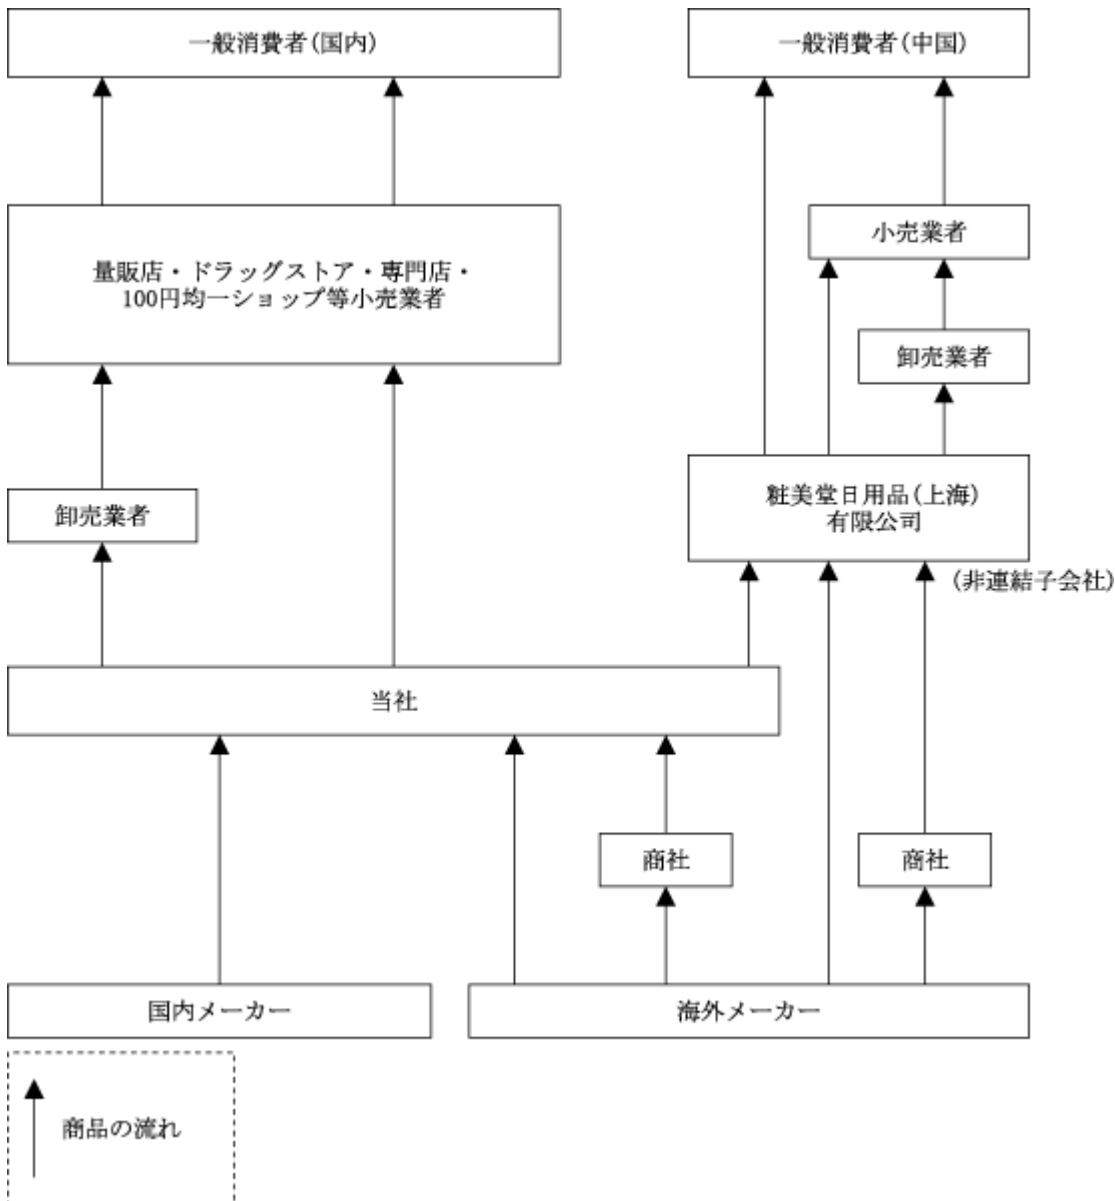 一般消費者(国内)
一般消費者(中国)
小売業者
量販店・ドラッグストア・専門店・
100円均一ショップ等小売業者
卸売業者
粧美堂日用品(上海)
有限公司
卸売業者
(非連結子会社)
当社
商社
商社
国内メーカー
海外メーカー
商品の流れ